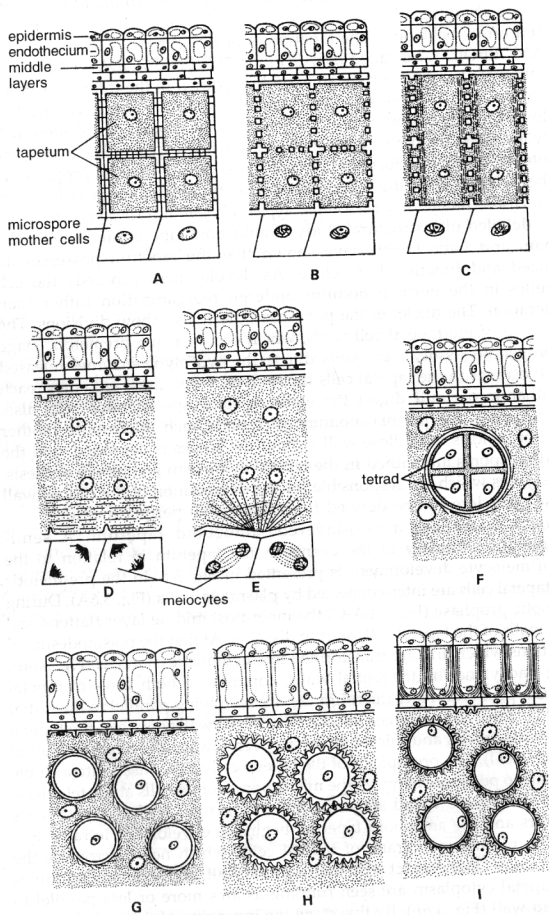 epidermis
endothecium
middle
layers
tapetum
microspore
mother cells
A
B
C
tetrad
D
E
F
meiocytes
G
H
I